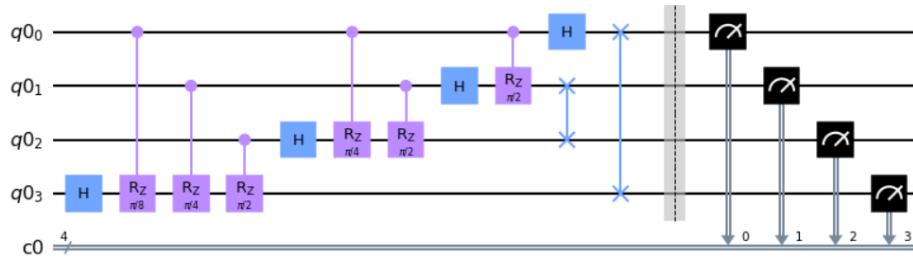 q0₀ H
q0₁ H R_Z π/2
q0₂ H R_Z π/4 R_Z π/2
q0₃ H R_Z π/8 R_Z π/4 R_Z π/2
c0 4 0 1 2 3